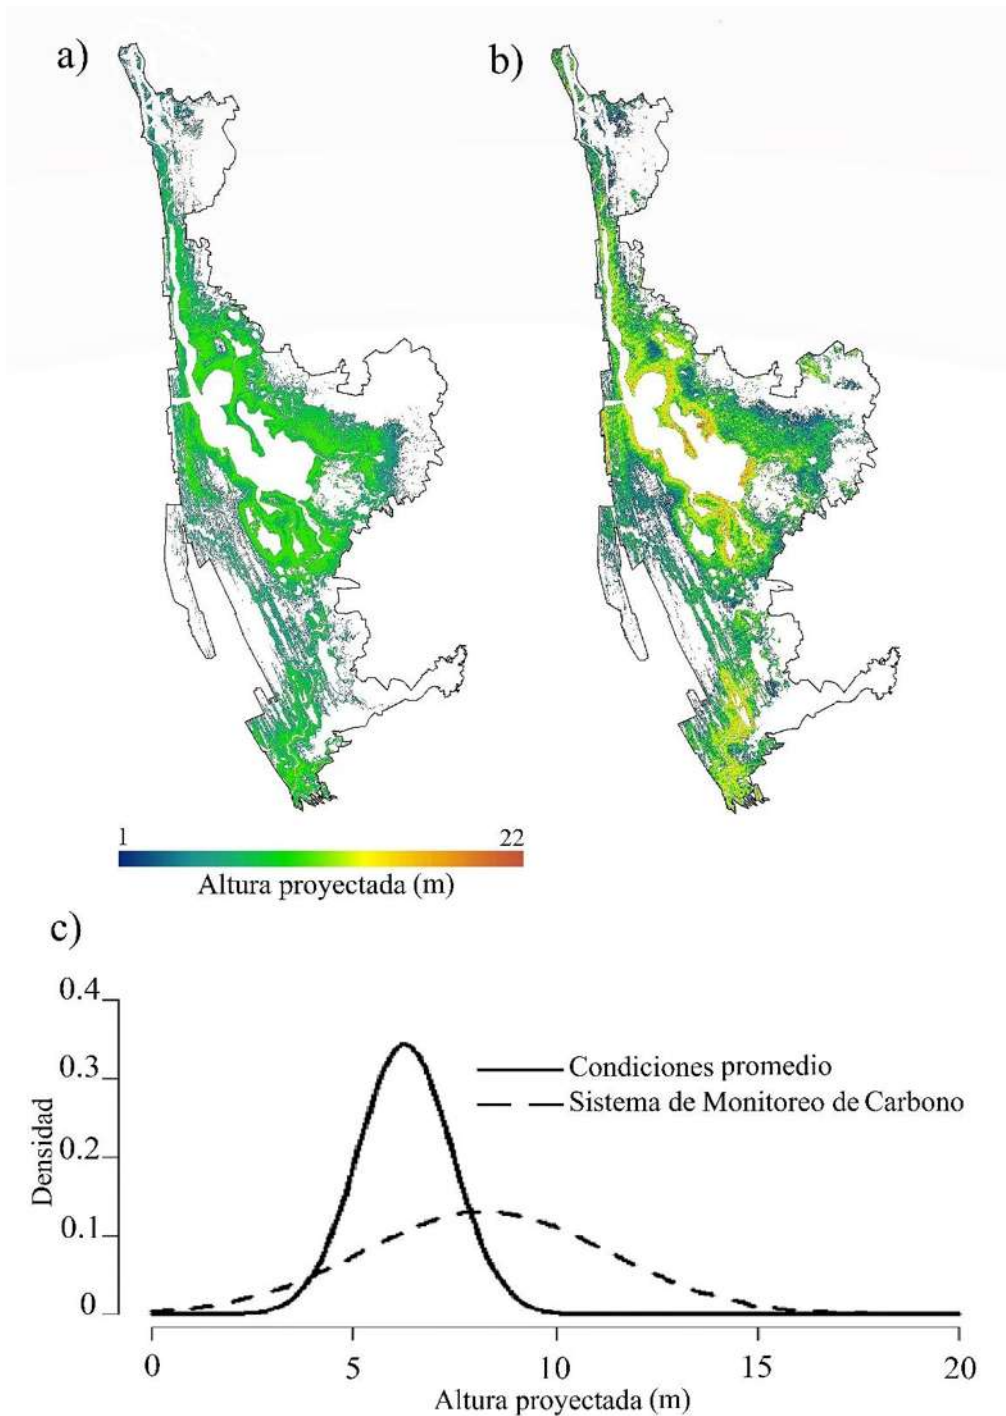 a)
b)
1 22
Altura proyectada (m)
c)
0.4
0.3
0.2
0.1
0
Densidad
Condiciones promedio
Sistema de Monitoreo de Carbono
0 5 10 15 20
Altura proyectada (m)